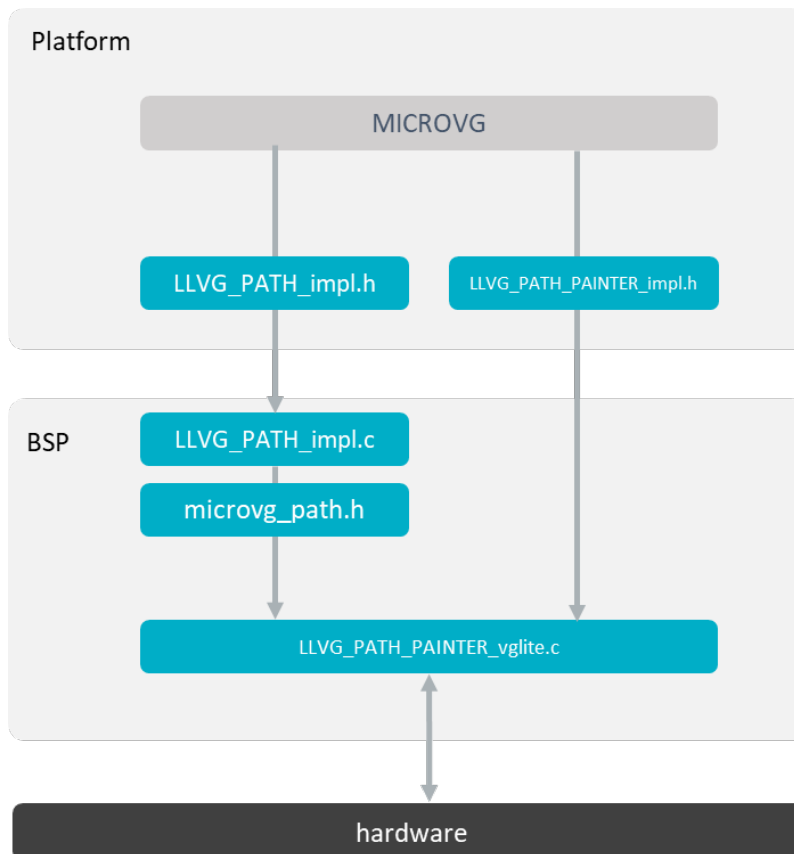 Platform
MICROVG
LLVG_PATH_impl.h
LLVG_PATH_PAINTER_impl.h
BSP
LLVG_PATH_impl.c
microvg_path.h
LLVG_PATH_PAINTER_vglite.c
hardware